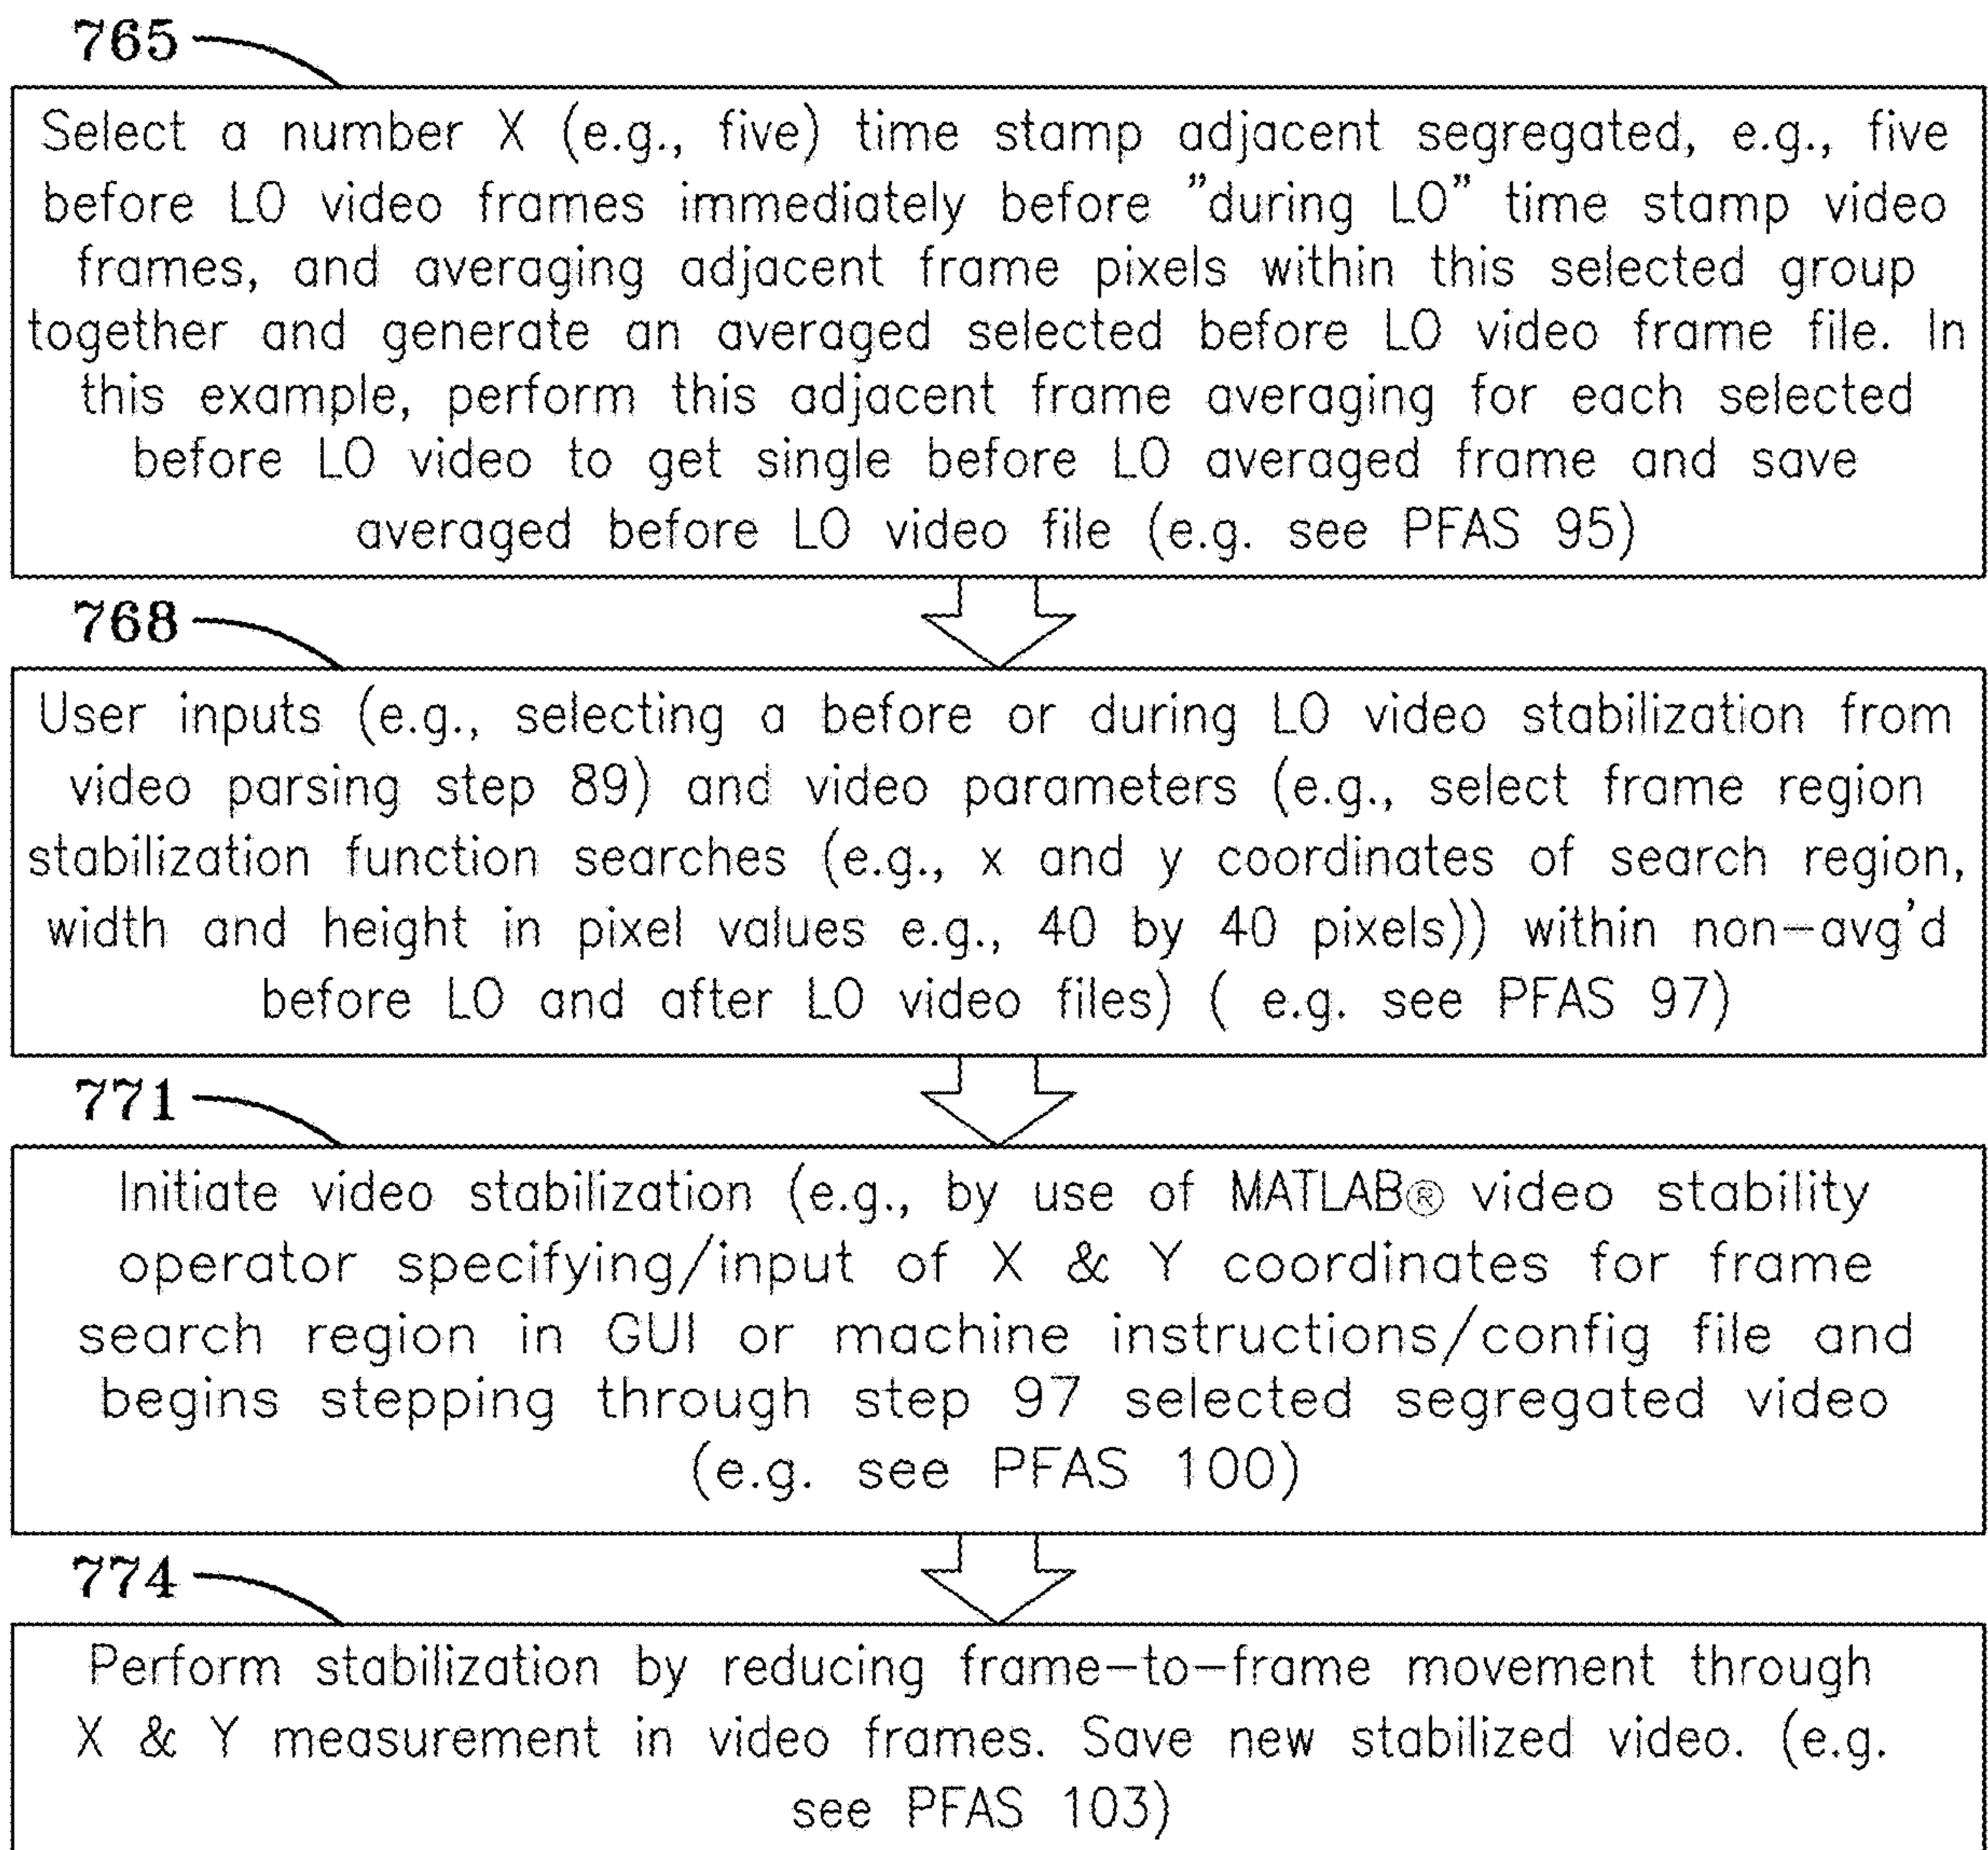 765
Select a number X (e.g., five) time stamp adjacent segregated, e.g., five
before LO video frames immediately before "during LO" time stamp video
frames, and averaging adjacent frame pixels within this selected group
together and generate an averaged selected before LO video frame file. In
this example, perform this adjacent frame averaging for each selected
before LO video to get single before LO averaged frame and save
averaged before LO video file (e.g. see PFAS 95)
768
User inputs (e.g., selecting a before or during LO video stabilization from
video parsing step 89) and video parameters (e.g., select frame region
stabilization function searches (e.g., x and y coordinates of search region,
width and height in pixel values e.g., 40 by 40 pixels)) within non-avg'd
before LO and after LO video files) ( e.g. see PFAS 97)
771
Initiate video stabilization (e.g., by use of MATLAB® video stability
operator specifying/input of X & Y coordinates for frame
search region in GUI or machine instructions/config file and
begins stepping through step 97 selected segregated video
(e.g. see PFAS 100)
774
Perform stabilization by reducing frame-to-frame movement through
X & Y measurement in video frames. Save new stabilized video. (e.g.
see PFAS 103)